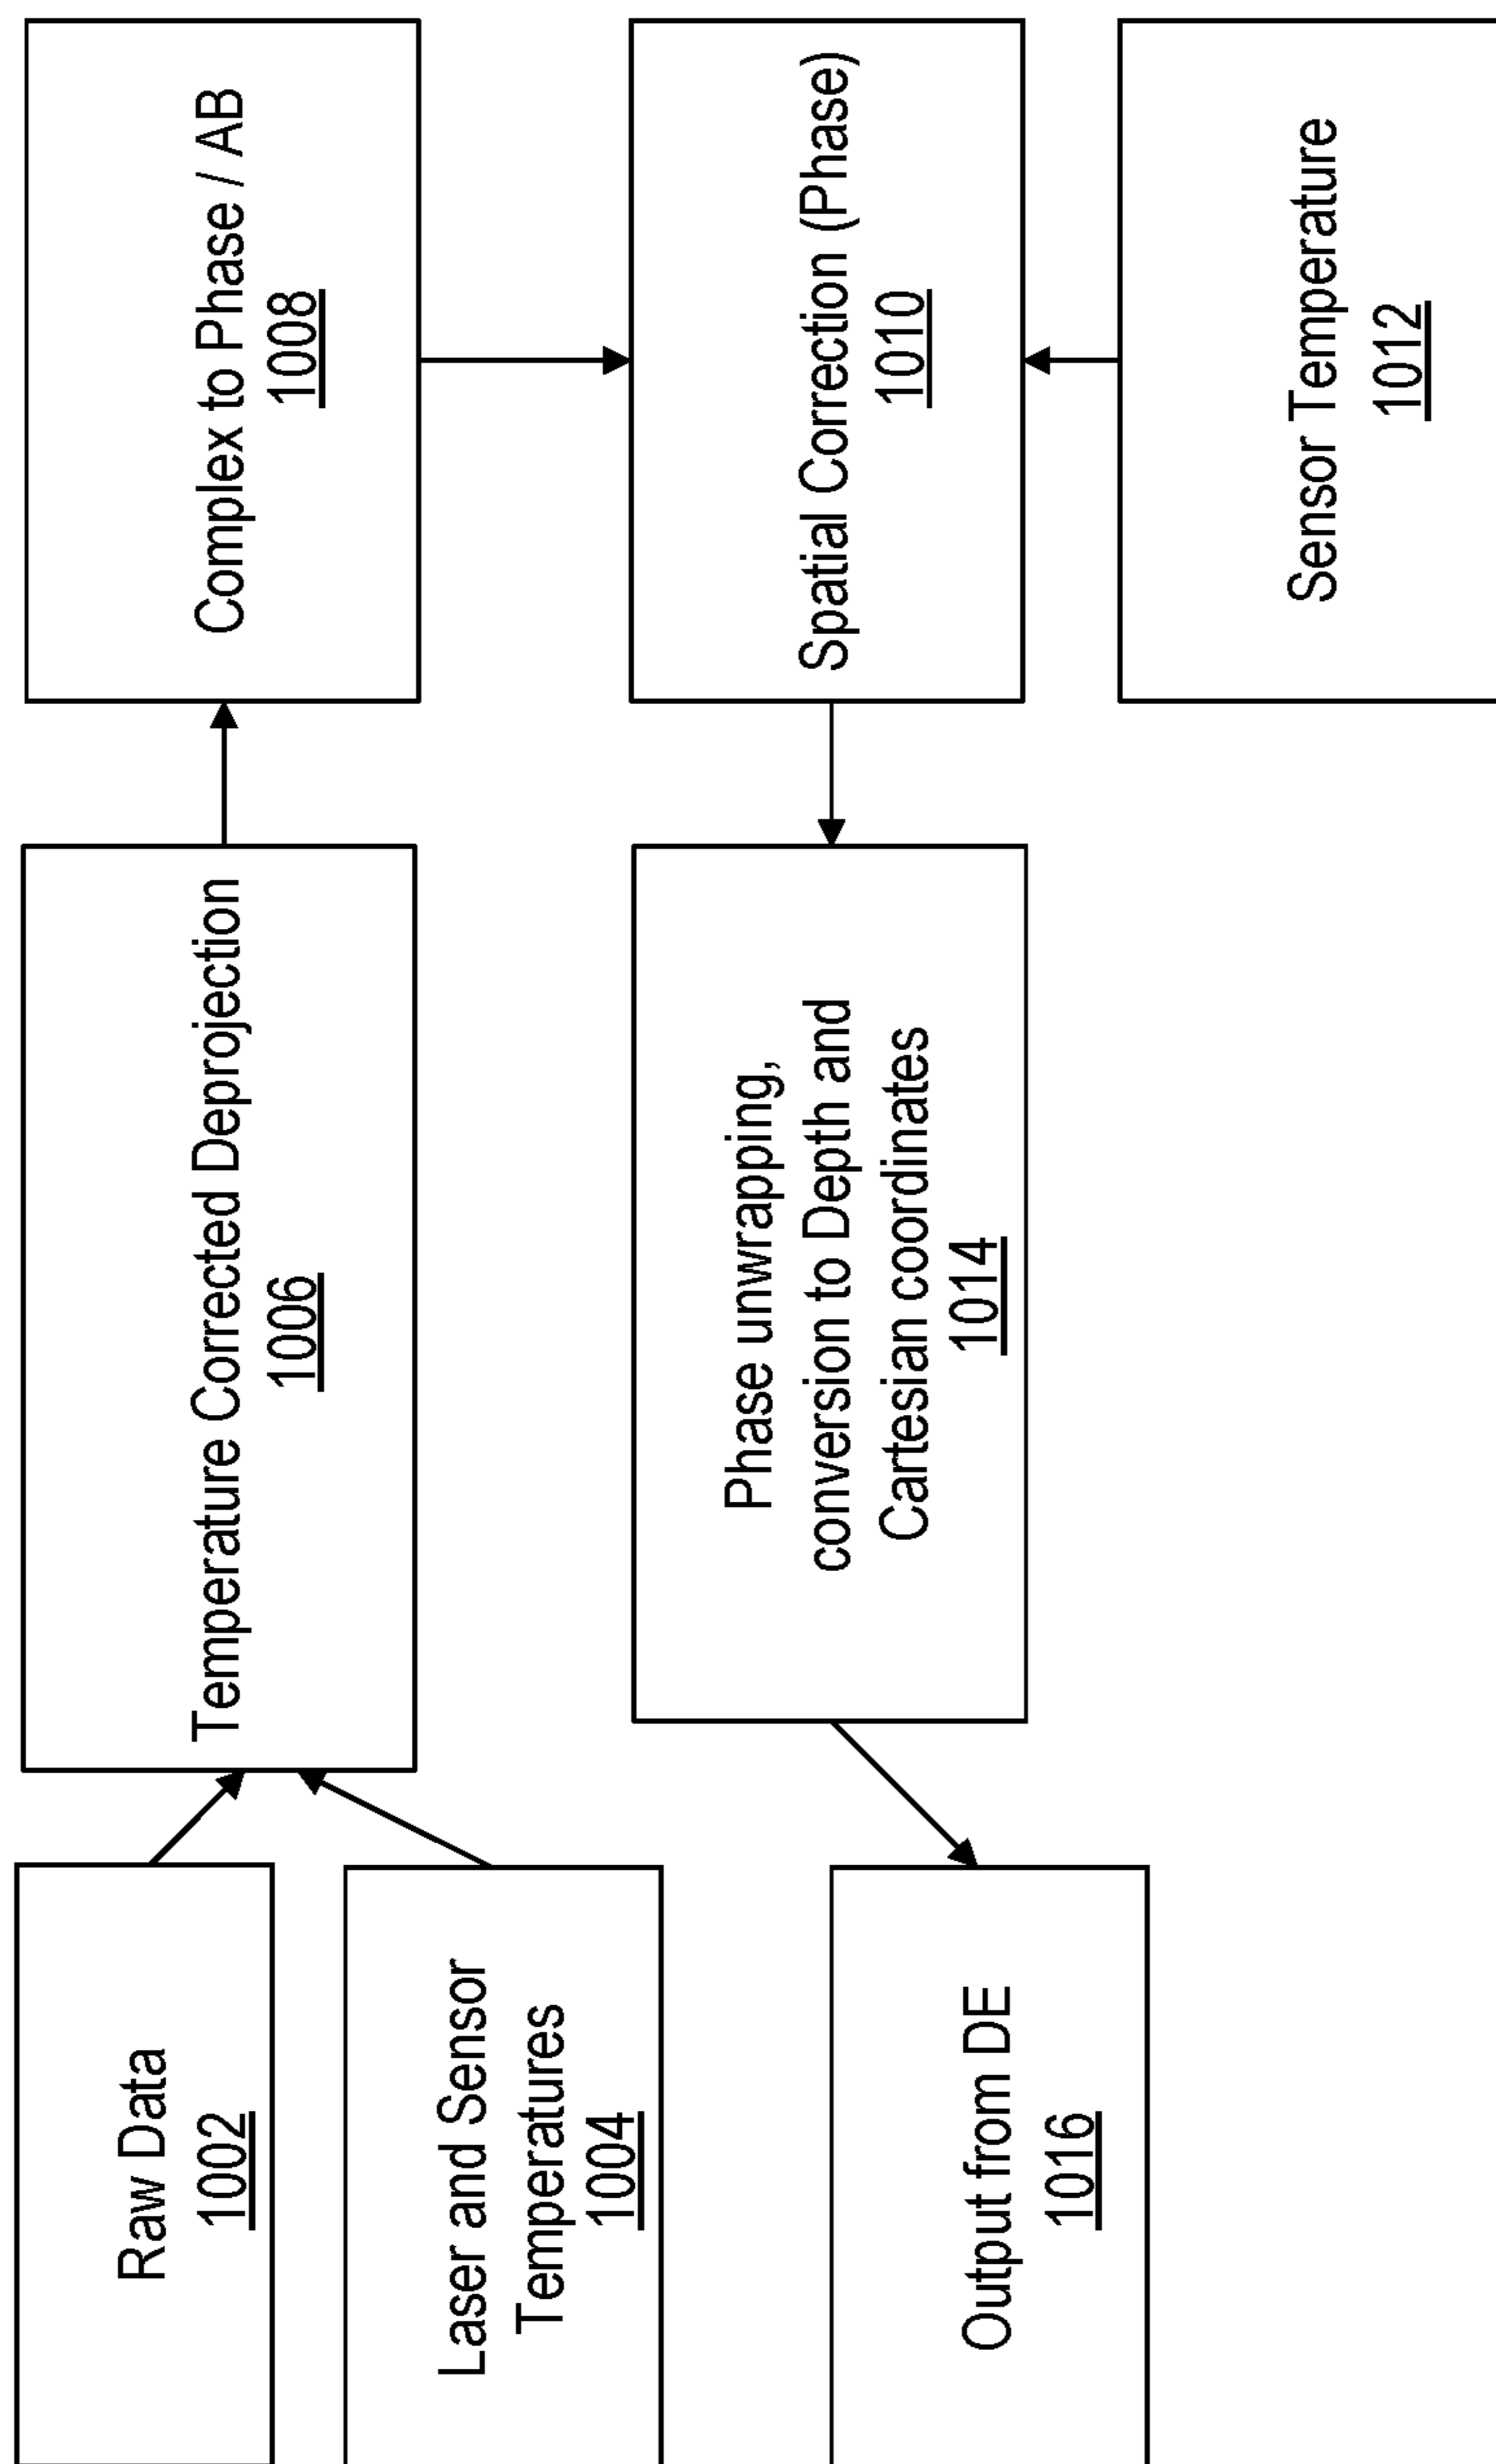 Raw Data
1002
Laser and Sensor
Temperatures
1004
Temperature Corrected Deprojection
1006
Complex to Phase / AB
1008
Spatial Correction (Phase)
1010
Sensor Temperature
1012
Phase unwrapping,
conversion to Depth and
Cartesian coordinates
1014
Output from DE
1016